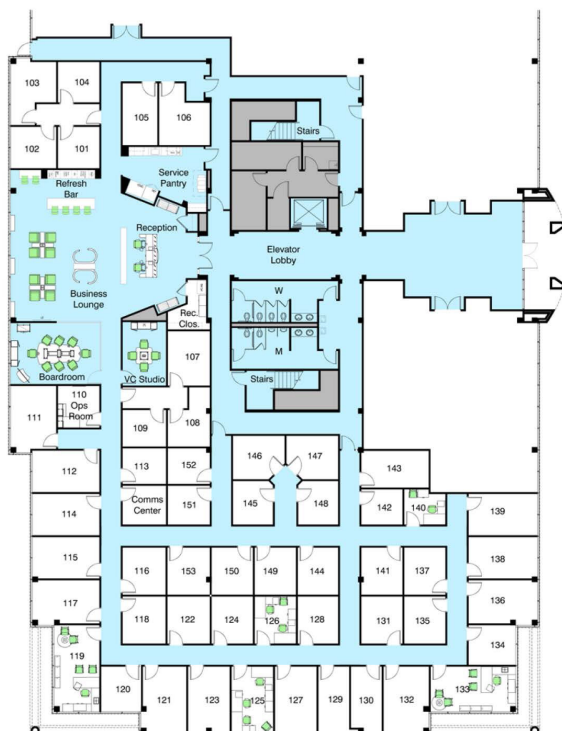 103
104
105
106
Stairs
102
101
Service
Pantry
Refresh
Bar
Reception
Elevator
Lobby
Business
Lounge
W
Rec.
Clos.
M
107
Boardroom
VC Studio
Stairs
110
Ops
Room
111
109
108
112
113
152
146
147
143
114
Comms
Center
151
145
148
142
140
139
115
116
153
150
149
144
141
137
138
117
118
122
124
126
128
131
135
136
119
134
120
121
123
125
127
129
130
132
133